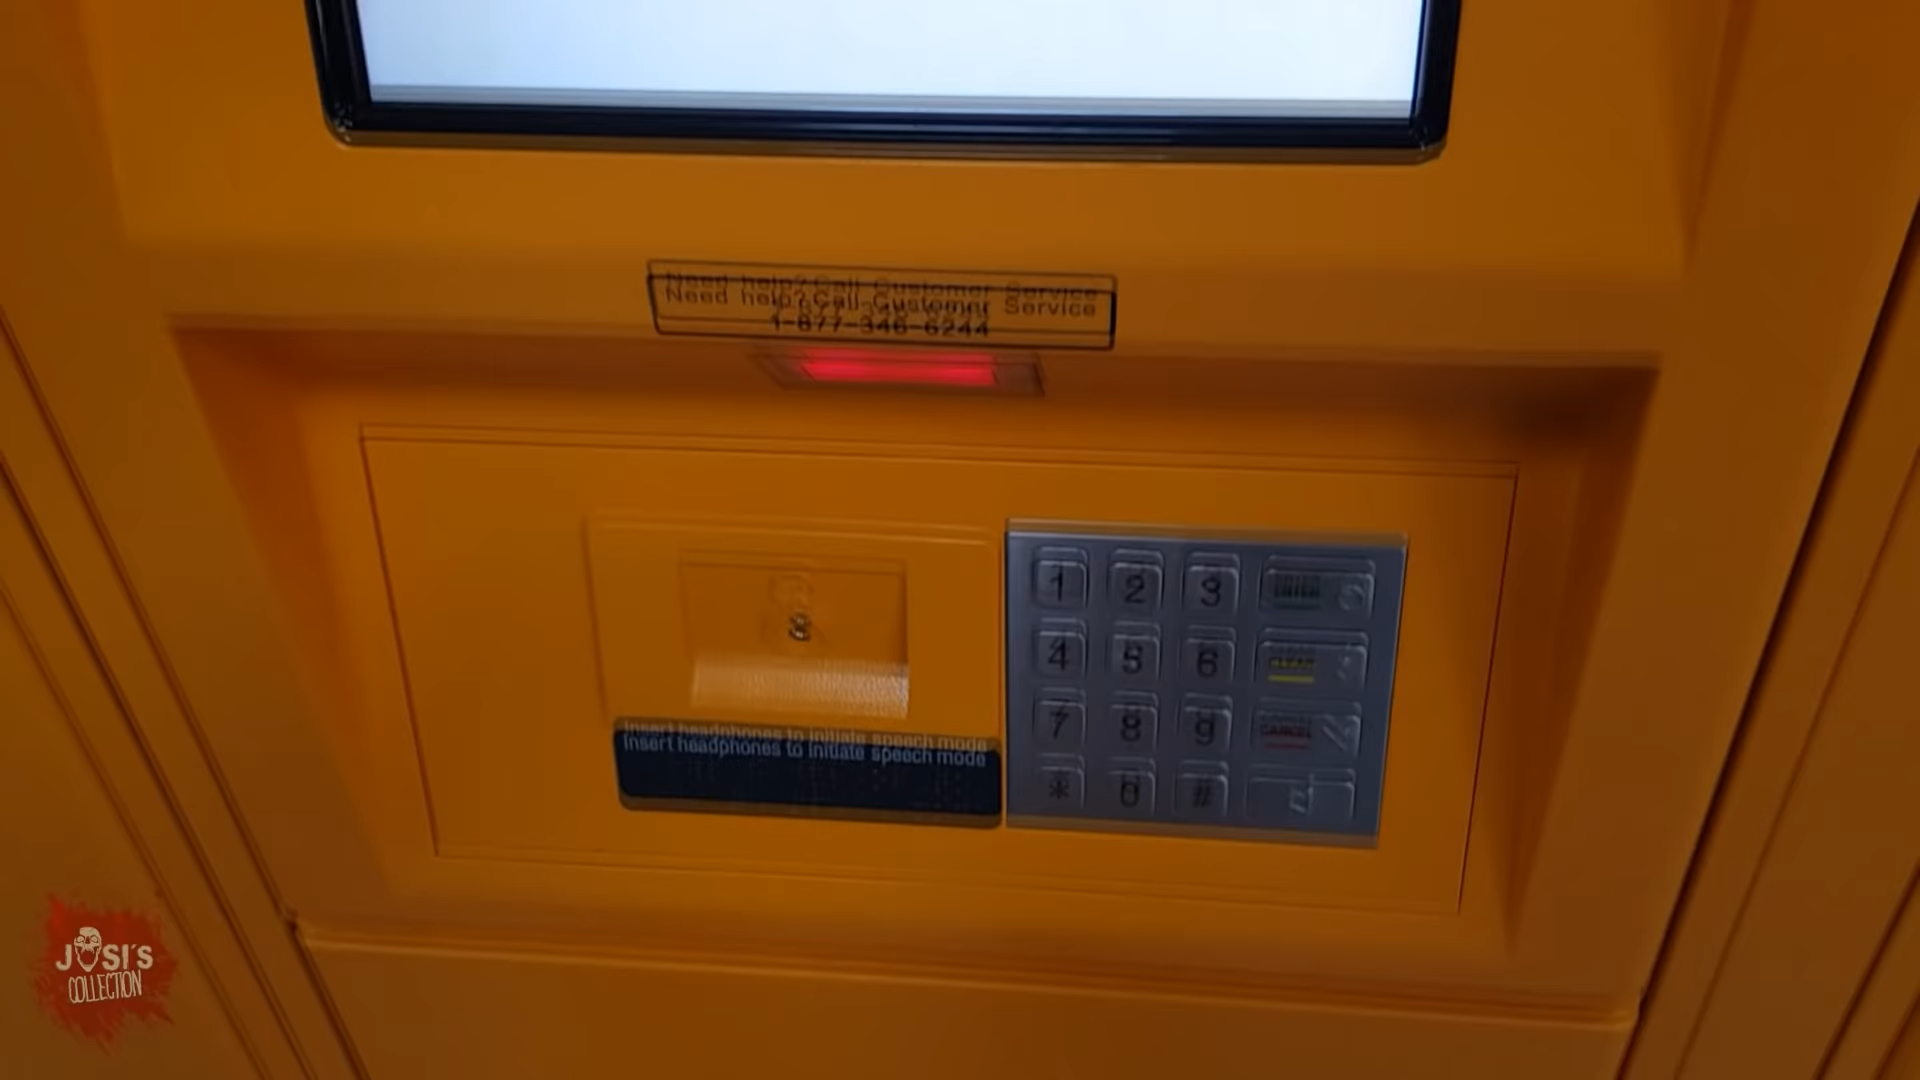 Need help? Call Customer Service
1-877-346-6244
1 2 3 ENTER
4 5 6
7 8 9 CANCEL
* 0 #
Insert headphones to initiate speech mode
JOSI'S
COLLECTION